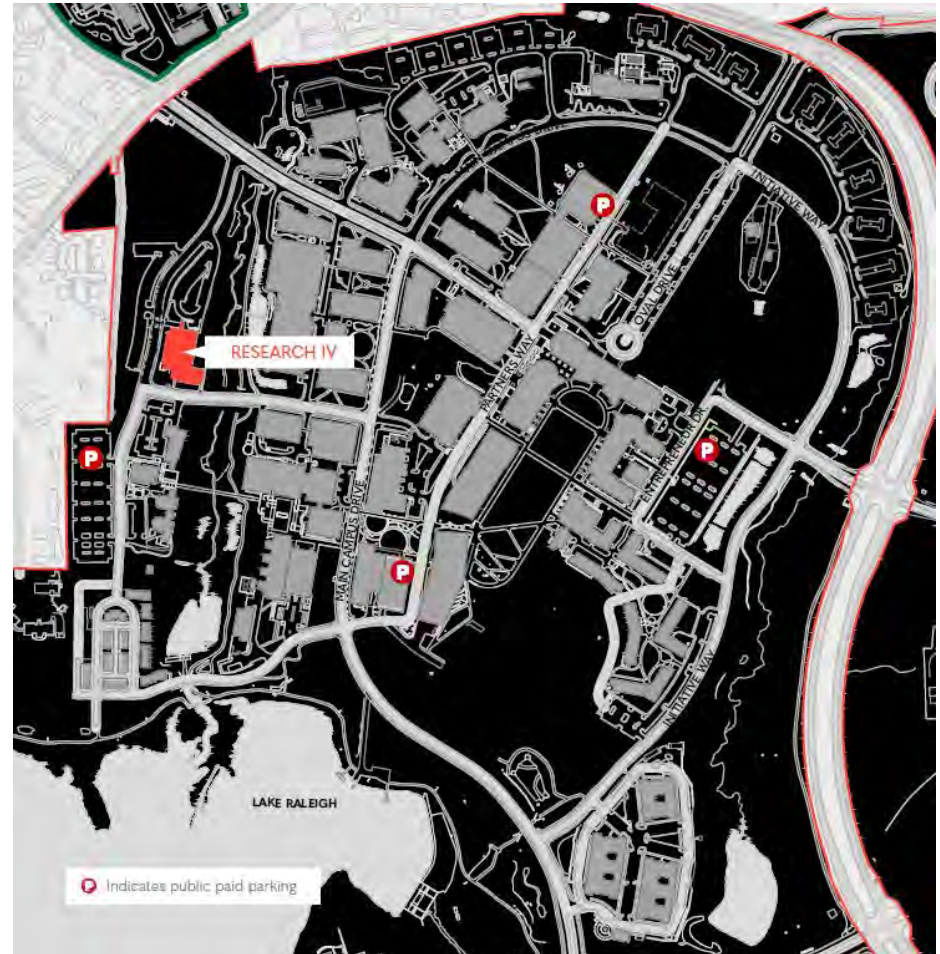 P
INITIATIVE WAY
OVAL DRIVE
RESEARCH IV
PARTNERS WAY
ENTREPRENEUR DR.
P
P
MAIN CAMPUS DRIVE
P
INITIATIVE WAY
LAKE RALEIGH
P Indicates public paid parking